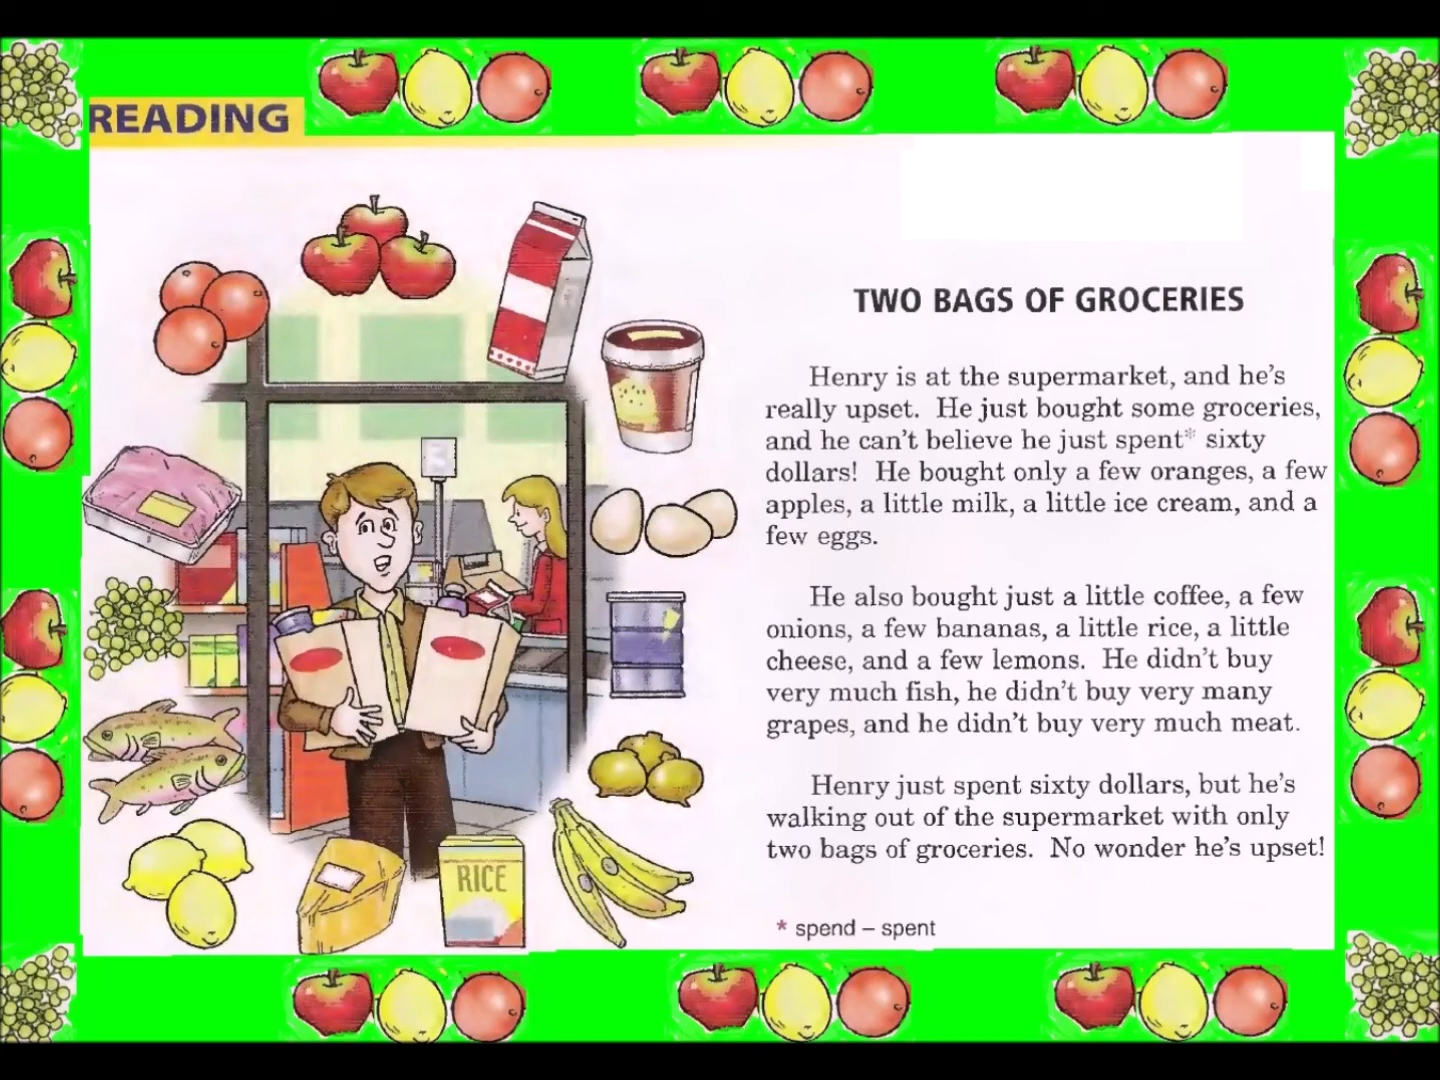 READING
TWO BAGS OF GROCERIES
Henry is at the supermarket, and he's
really upset. He just bought some groceries,
and he can't believe he just spent* sixty
dollars! He bought only a few oranges, a few
apples, a little milk, a little ice cream, and a
few eggs.
He also bought just a little coffee, a few
onions, a few bananas, a little rice, a little
cheese, and a few lemons. He didn't buy
very much fish, he didn't buy very many
grapes, and he didn't buy very much meat.
Henry just spent sixty dollars, but he's
walking out of the supermarket with only
two bags of groceries. No wonder he's upset!
* spend – spent
RICE
3